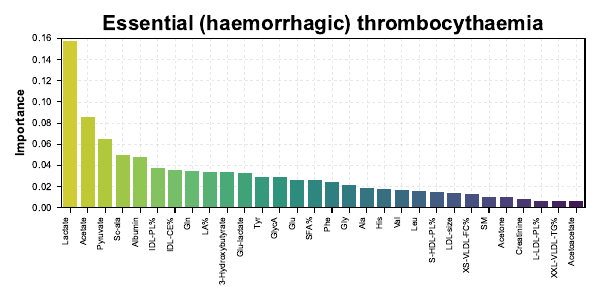 Essential (haemorrhagic) thrombocythaemia
Importance
0.16
0.14
0.12
0.10
0.08
0.06
0.04
0.02
0.00
Lactate
Acetate
Pyruvate
Sc-ala
Albumin
IDL-PL%
IDL-CE%
Gln
LA%
3-Hydroxybutyrate
Glu-lactate
Tyr
GlycA
Glu
SFA%
Phe
Gly
Ala
His
Val
Leu
S-HDL-PL%
LDL-size
XS-VLDL-FC%
SM
Acetone
Creatinine
L-LDL-PL%
XXL-VLDL-TG%
Acetoacetate